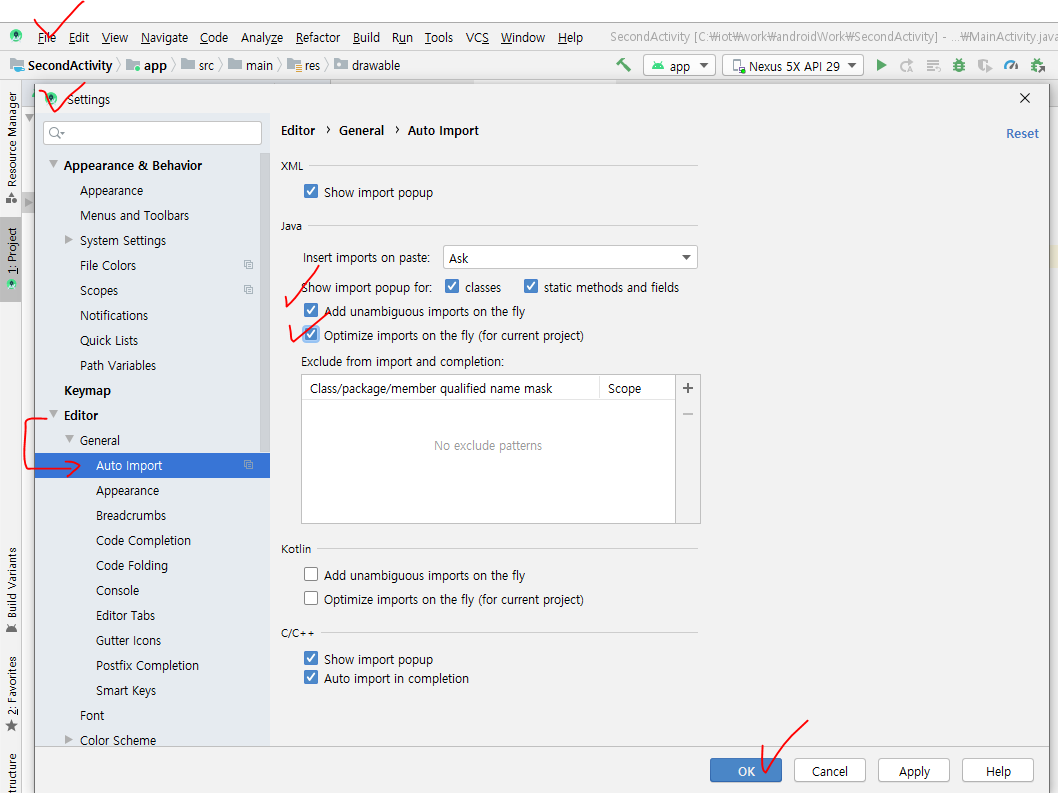 File Edit View Navigate Code Analyze Refactor Build Run Tools VCS Window Help SecondActivity [C:₩iot₩work₩androidWork₩SecondActivity] - ...₩MainActivity.java
SecondActivity app src main res drawable app Nexus 5X API 29
Resource Manager
1: Project
Build Variants
2: Favorites
Settings
Appearance & Behavior
Appearance
Menus and Toolbars
System Settings
File Colors
Scopes
Notifications
Quick Lists
Path Variables
Keymap
Editor
General
Auto Import
Appearance
Breadcrumbs
Code Completion
Code Folding
Console
Editor Tabs
Gutter Icons
Postfix Completion
Smart Keys
Font
Color Scheme
Editor › General › Auto Import
Reset
XML
Show import popup
Java
Insert imports on paste: Ask
Show import popup for: classes static methods and fields
Add unambiguous imports on the fly
Optimize imports on the fly (for current project)
Exclude from import and completion:
Class/package/member qualified name mask Scope
No exclude patterns
Kotlin
Add unambiguous imports on the fly
Optimize imports on the fly (for current project)
C/C++
Show import popup
Auto import in completion
OK Cancel Apply Help